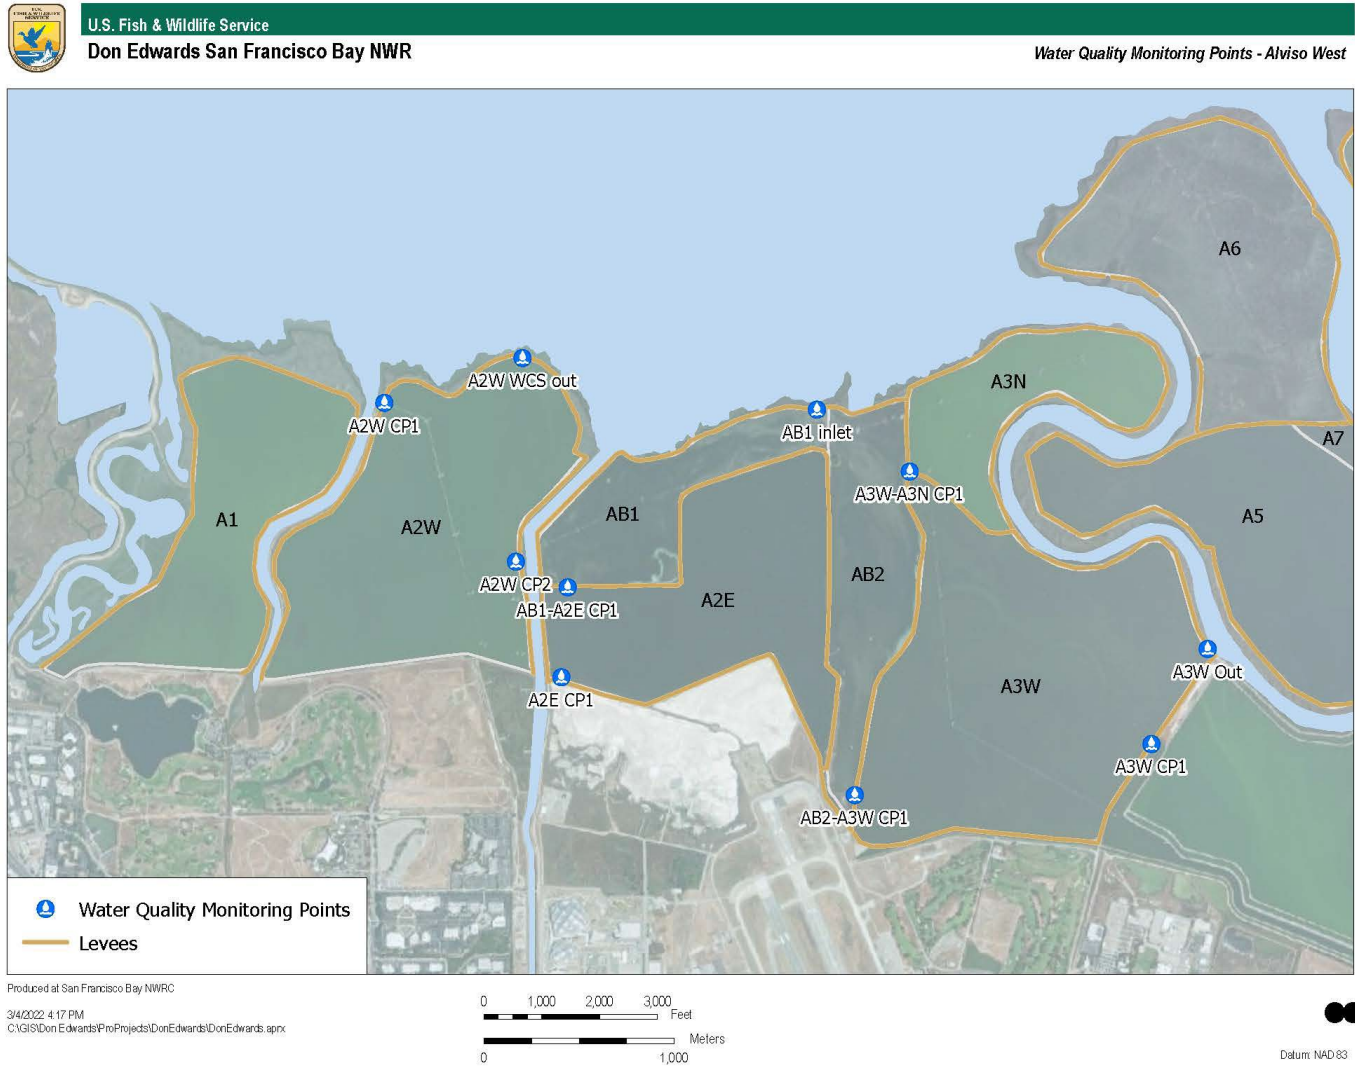 U.S.
FISH & WILDLIFE
SERVICE
U.S. Fish & Wildlife Service
Don Edwards San Francisco Bay NWR
Water Quality Monitoring Points - Alviso West
A6
A2W WCS out
A3N
A2W CP1
AB1 inlet
A7
A3W-A3N CP1
A1
A2W
AB1
A5
A2W CP2
AB2
AB1-A2E CP1
A2E
A3W
A3W Out
A2E CP1
A3W CP1
AB2-A3W CP1
Water Quality Monitoring Points
Levees
Produced at San Francisco Bay NWRC
3/4/2022 4:17 PM
C:\GIS\Don Edwards\ProProjects\DonEdwards\DonEdwards.aprx
0 1,000 2,000 3,000
Feet
Meters
0 1,000
Datum: NAD 83